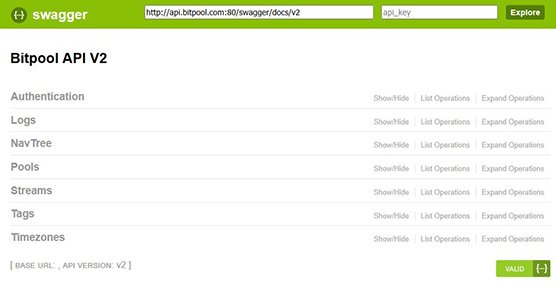 {··} swagger http://api.bitpool.com:80/swagger/docs/v2 api_key Explore
Bitpool API V2
Authentication Show/Hide List Operations Expand Operations
Logs Show/Hide List Operations Expand Operations
NavTree Show/Hide List Operations Expand Operations
Pools Show/Hide List Operations Expand Operations
Streams Show/Hide List Operations Expand Operations
Tags Show/Hide List Operations Expand Operations
Timezones Show/Hide List Operations Expand Operations
[ BASE URL: , API VERSION: v2 ] VALID {··}